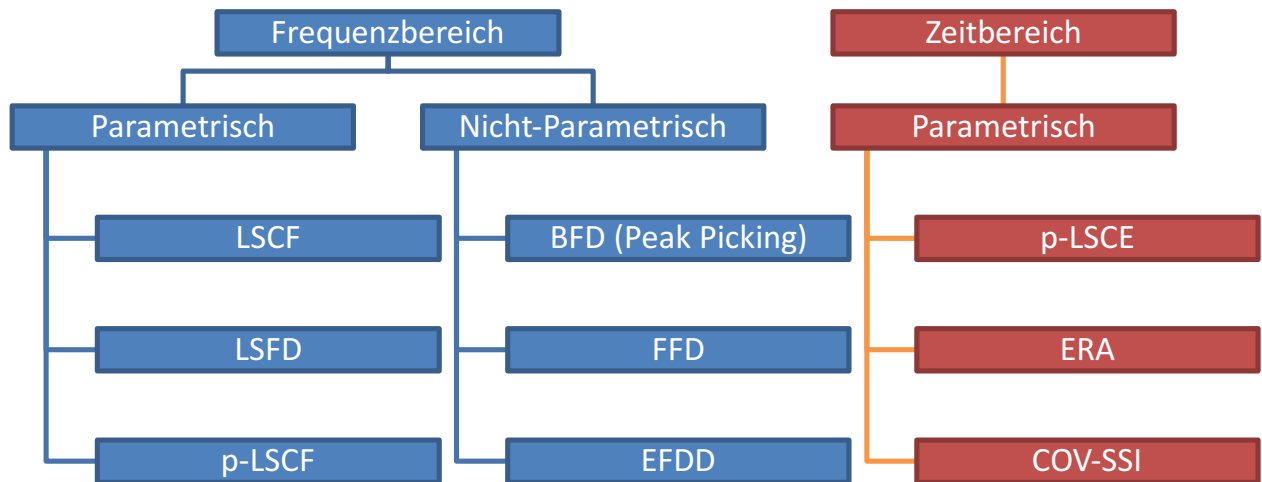 Frequenzbereich
Zeitbereich
Parametrisch
Nicht-Parametrisch
Parametrisch
LSCF
BFD (Peak Picking)
p-LSCE
LSFD
FFD
ERA
p-LSCF
EFDD
COV-SSI